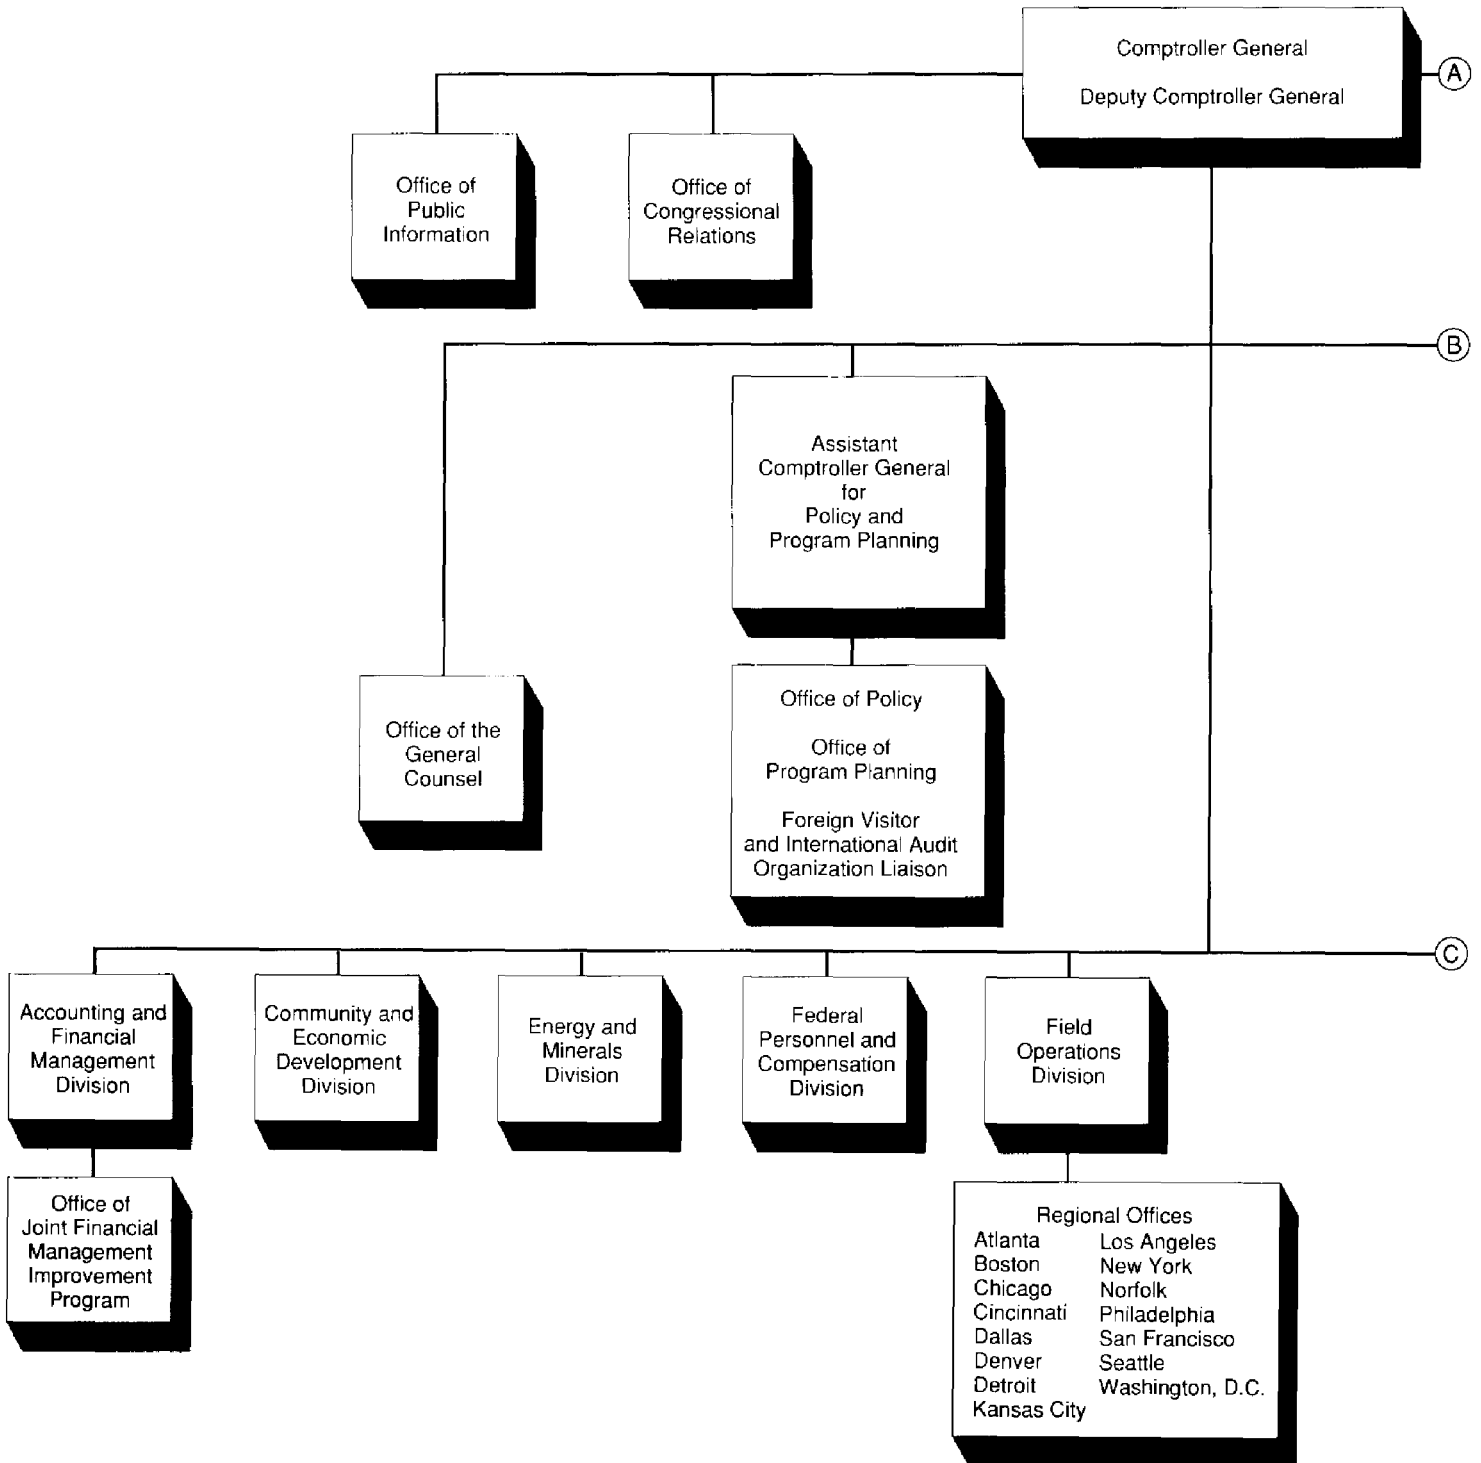 Comptroller General
Deputy Comptroller General
A
Office of
Public
Information
Office of
Congressional
Relations
B
Assistant
Comptroller General
for
Policy and
Program Planning
Office of the
General
Counsel
Office of Policy
Office of
Program Planning
Foreign Visitor
and International Audit
Organization Liaison
C
Accounting and
Financial
Management
Division
Community and
Economic
Development
Division
Energy and
Minerals
Division
Federal
Personnel and
Compensation
Division
Field
Operations
Division
Office of
Joint Financial
Management
Improvement
Program
Regional Offices
Atlanta
Boston
Chicago
Cincinnati
Dallas
Denver
Detroit
Kansas City
Los Angeles
New York
Norfolk
Philadelphia
San Francisco
Seattle
Washington, D.C.